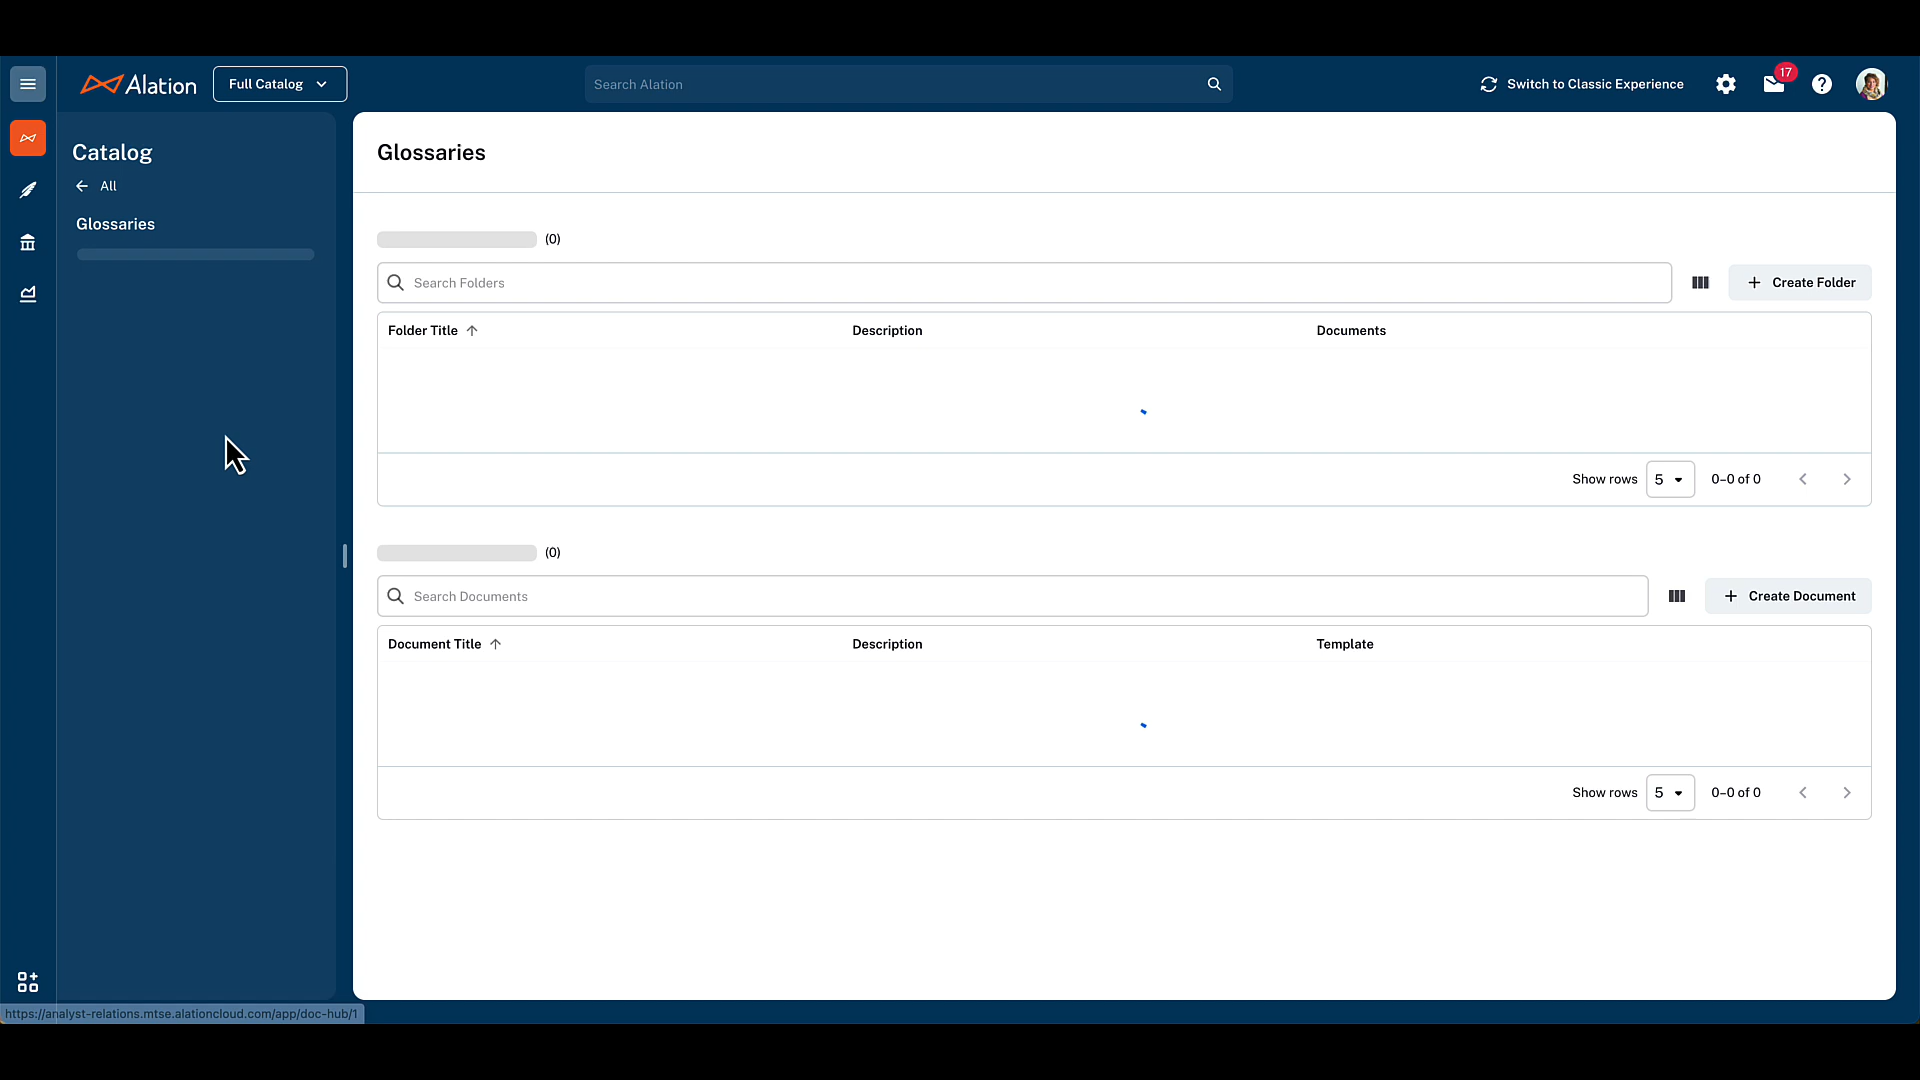 Alation
Full Catalog
Search Alation
Switch to Classic Experience
17
Catalog
All
Glossaries
Glossaries
(0)
Search Folders
Create Folder
Folder Title
Description
Documents
Show rows
5
0–0 of 0
(0)
Search Documents
Create Document
Document Title
Description
Template
Show rows
5
0–0 of 0
https://analyst-relations.mtse.alationcloud.com/app/doc-hub/1